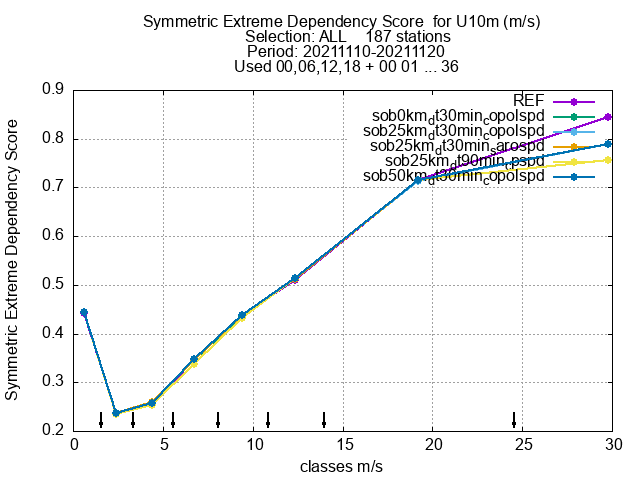 Symmetric Extreme Dependency Score for U10m (m/s)
Selection: ALL 187 stations
Period: 20211110-20211120
Used 00,06,12,18 + 00 01 ... 36
Symmetric Extreme Dependency Score
0.9
0.8
0.7
0.6
0.5
0.4
0.3
0.2
REF
sob0km_dt30min_copolspd
sob25km_dt30min_copolspd
sob25km_dt30min_sarospd
sob25km_dt90min_cpspd
sob50km_dt30min_copolspd
0 5 10 15 20 25 30
classes m/s